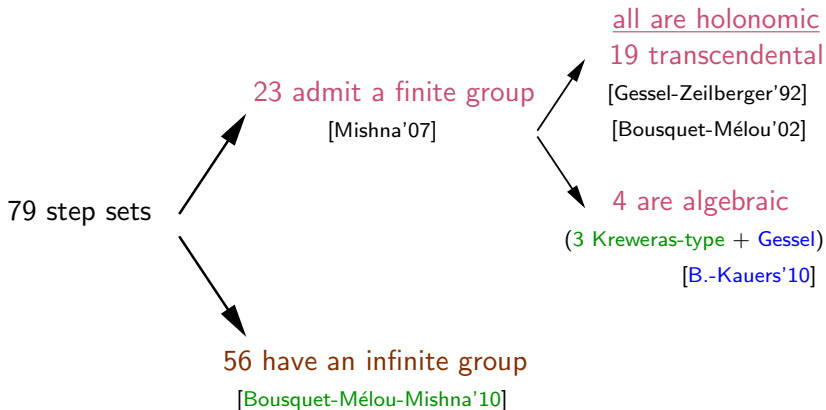 all are holonomic
19 transcendental
[Gessel-Zeilberger'92]
[Bousquet-Mélou'02]
23 admit a finite group
[Mishna'07]
79 step sets
4 are algebraic
(3 Kreweras-type + Gessel)
[B.-Kauers'10]
56 have an infinite group
[Bousquet-Mélou-Mishna'10]